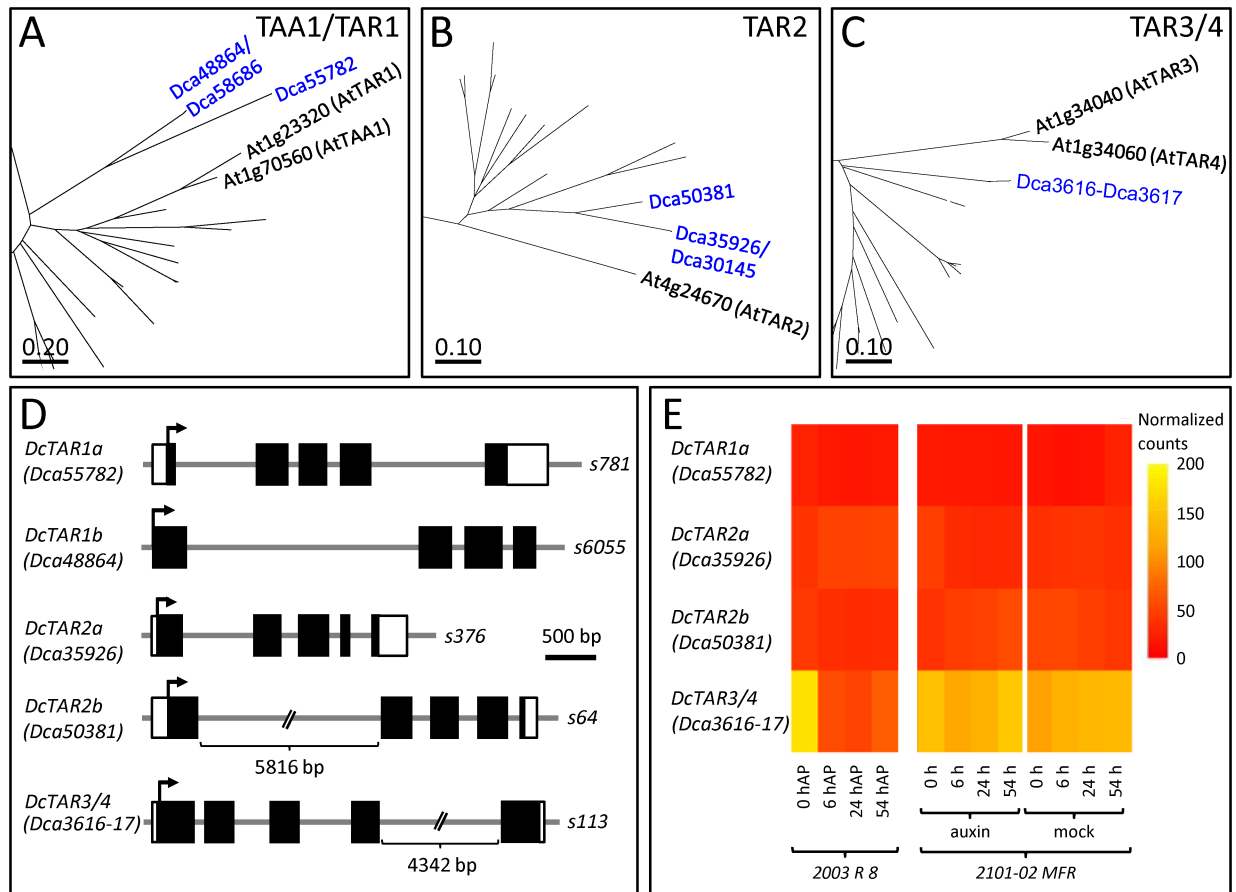 A
TAA1/TAR1
Dca48864/
Dca58686
Dca55782
At1g23320 (AtTAR1)
At1g70560 (AtTAA1)
0.20
B
TAR2
Dca50381
Dca35926/
Dca30145
At4g24670 (AtTAR2)
0.10
C
TAR3/4
At1g34040 (AtTAR3)
At1g34060 (AtTAR4)
Dca3616-Dca3617
0.10
D
DcTAR1a
(Dca55782)
s781
DcTAR1b
(Dca48864)
s6055
DcTAR2a
(Dca35926)
s376
500 bp
DcTAR2b
(Dca50381)
s64
5816 bp
DcTAR3/4
(Dca3616-17)
s113
4342 bp
E
Normalized
counts
200
150
100
50
0
DcTAR1a
(Dca55782)
DcTAR2a
(Dca35926)
DcTAR2b
(Dca50381)
DcTAR3/4
(Dca3616-17)
0 hAP
6 hAP
24 hAP
54 hAP
0 h
6 h
24 h
54 h
0 h
6 h
24 h
54 h
auxin
mock
2003 R 8
2101-02 MFR